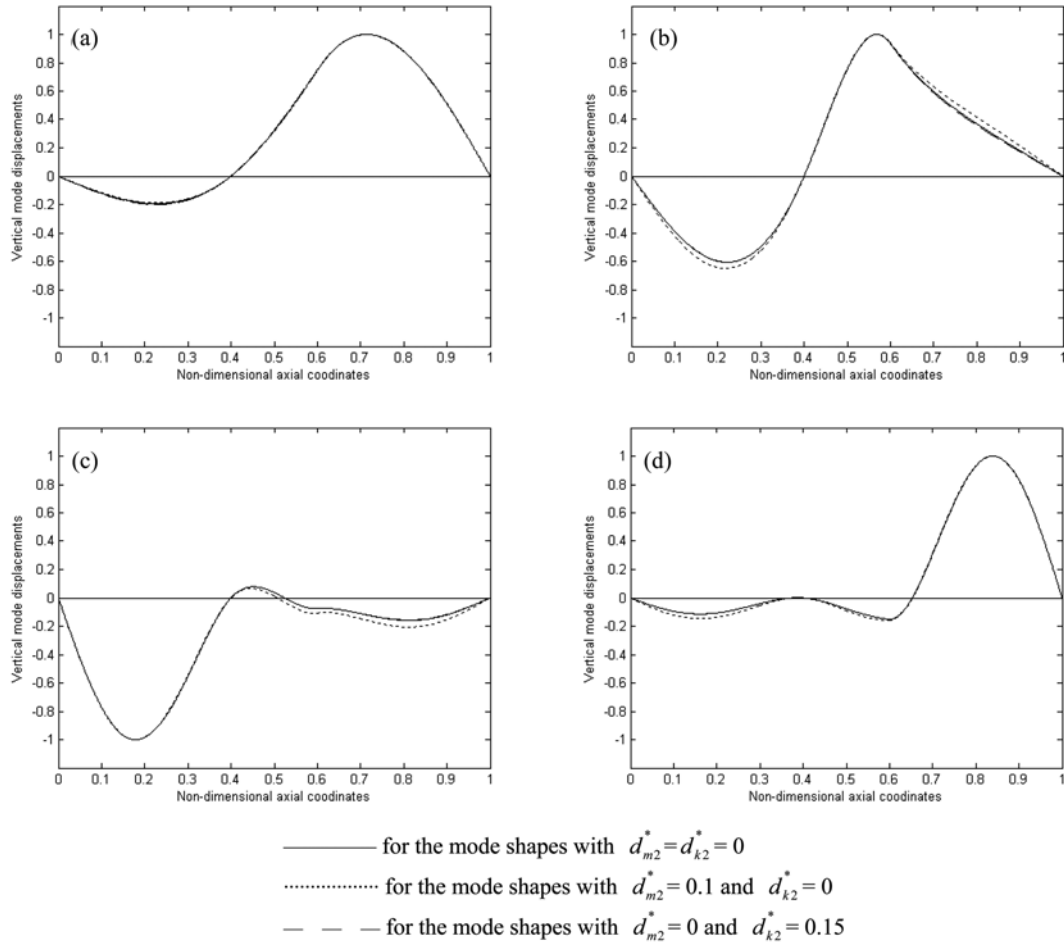 (a)
Vertical mode displacements
1
0.8
0.6
0.4
0.2
0
-0.2
-0.4
-0.6
-0.8
-1
0 0.1 0.2 0.3 0.4 0.5 0.6 0.7 0.8 0.9 1
Non-dimensional axial coodinates
(b)
Vertical mode displacements
1
0.8
0.6
0.4
0.2
0
-0.2
-0.4
-0.6
-0.8
-1
0 0.1 0.2 0.3 0.4 0.5 0.6 0.7 0.8 0.9 1
Non-dimensional axial coodinates
(c)
Vertical mode displacements
1
0.8
0.6
0.4
0.2
0
-0.2
-0.4
-0.6
-0.8
-1
0 0.1 0.2 0.3 0.4 0.5 0.6 0.7 0.8 0.9 1
Non-dimensional axial coodinates
(d)
Vertical mode displacements
1
0.8
0.6
0.4
0.2
0
-0.2
-0.4
-0.6
-0.8
-1
0 0.1 0.2 0.3 0.4 0.5 0.6 0.7 0.8 0.9 1
Non-dimensional axial coodinates
for the mode shapes with d*m2 = d*k2 = 0
for the mode shapes with d*m2 = 0.1 and d*k2 = 0
for the mode shapes with d*m2 = 0 and d*k2 = 0.15